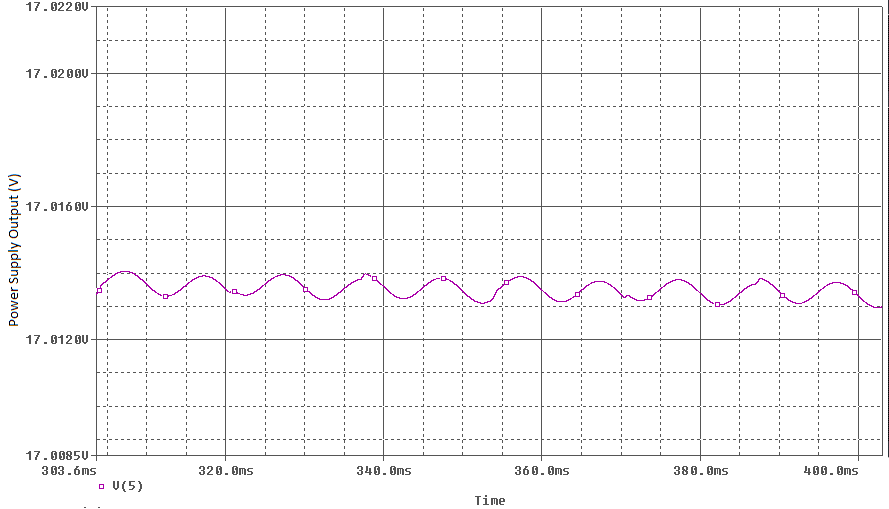 17.0220V
17.0200V
17.0160V
17.0120V
17.0085V
Power Supply Output (V)
303.6ms 320.0ms 340.0ms 360.0ms 380.0ms 400.0ms
V(5)
Time